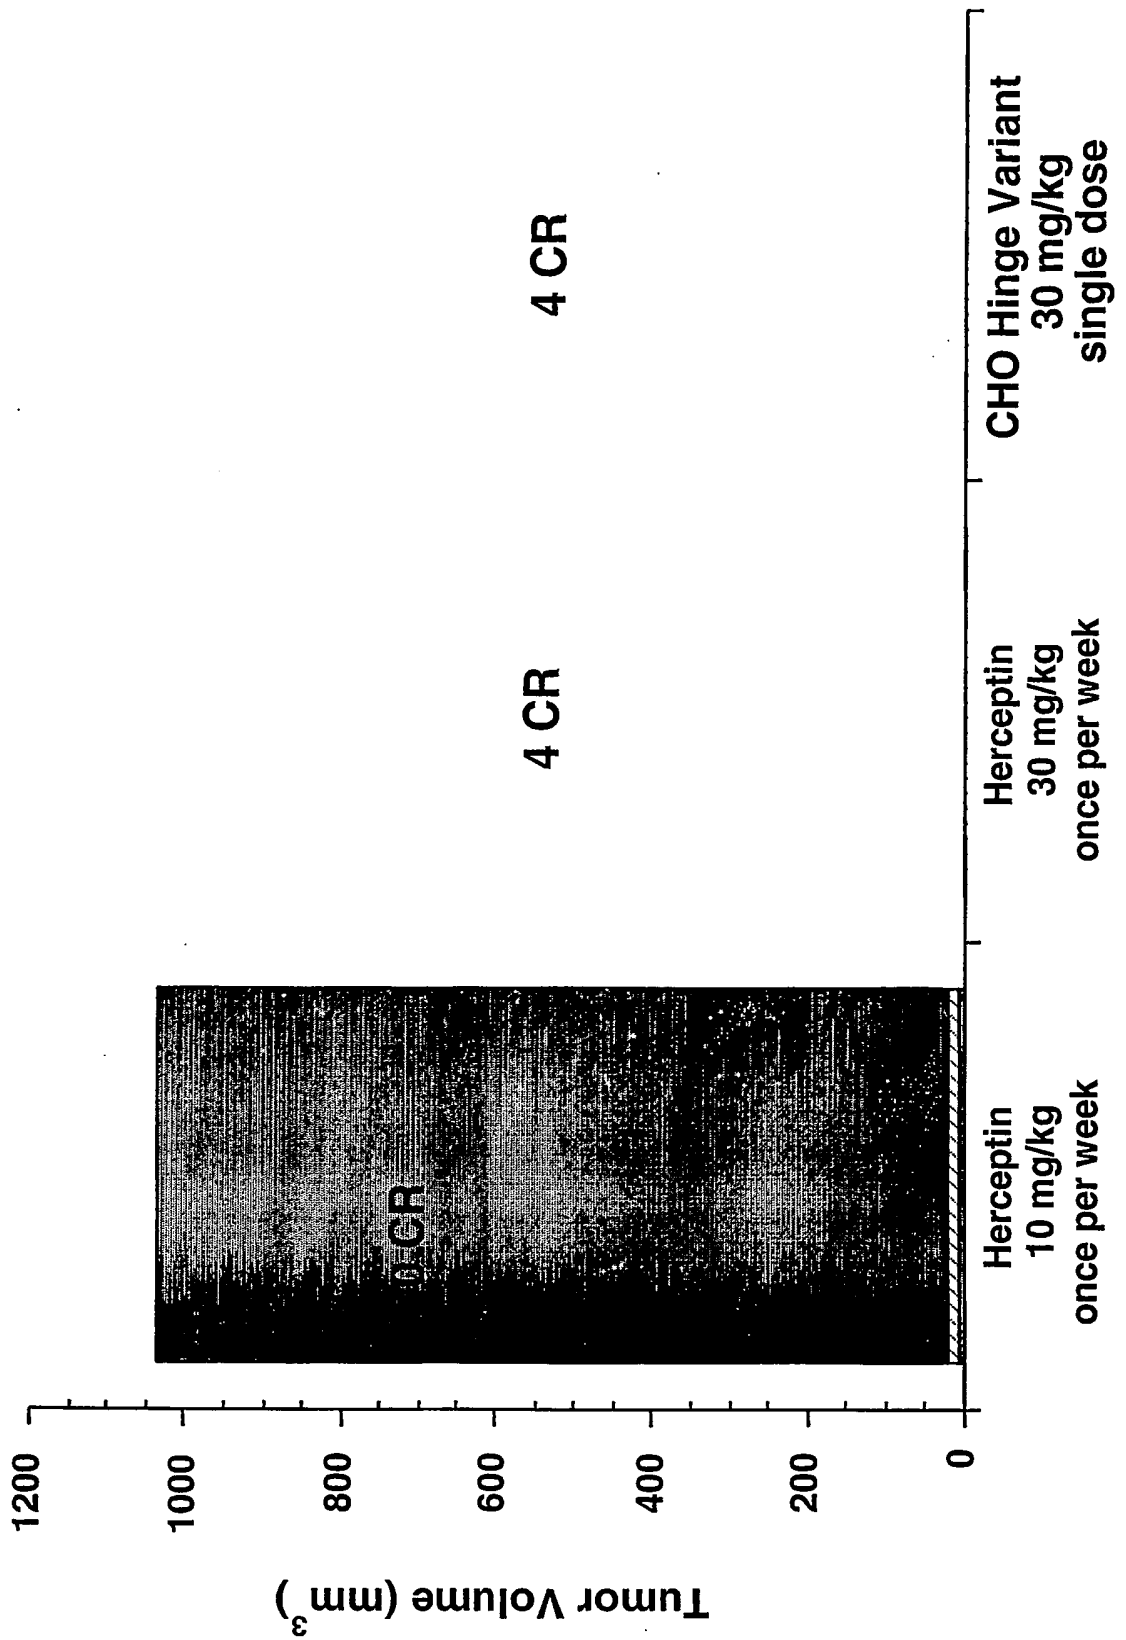 Tumor Volume (mm3)
1200
1000
800
600
400
200
0
0 CR
4 CR
4 CR
Herceptin
10 mg/kg
once per week
Herceptin
30 mg/kg
once per week
CHO Hinge Variant
30 mg/kg
single dose